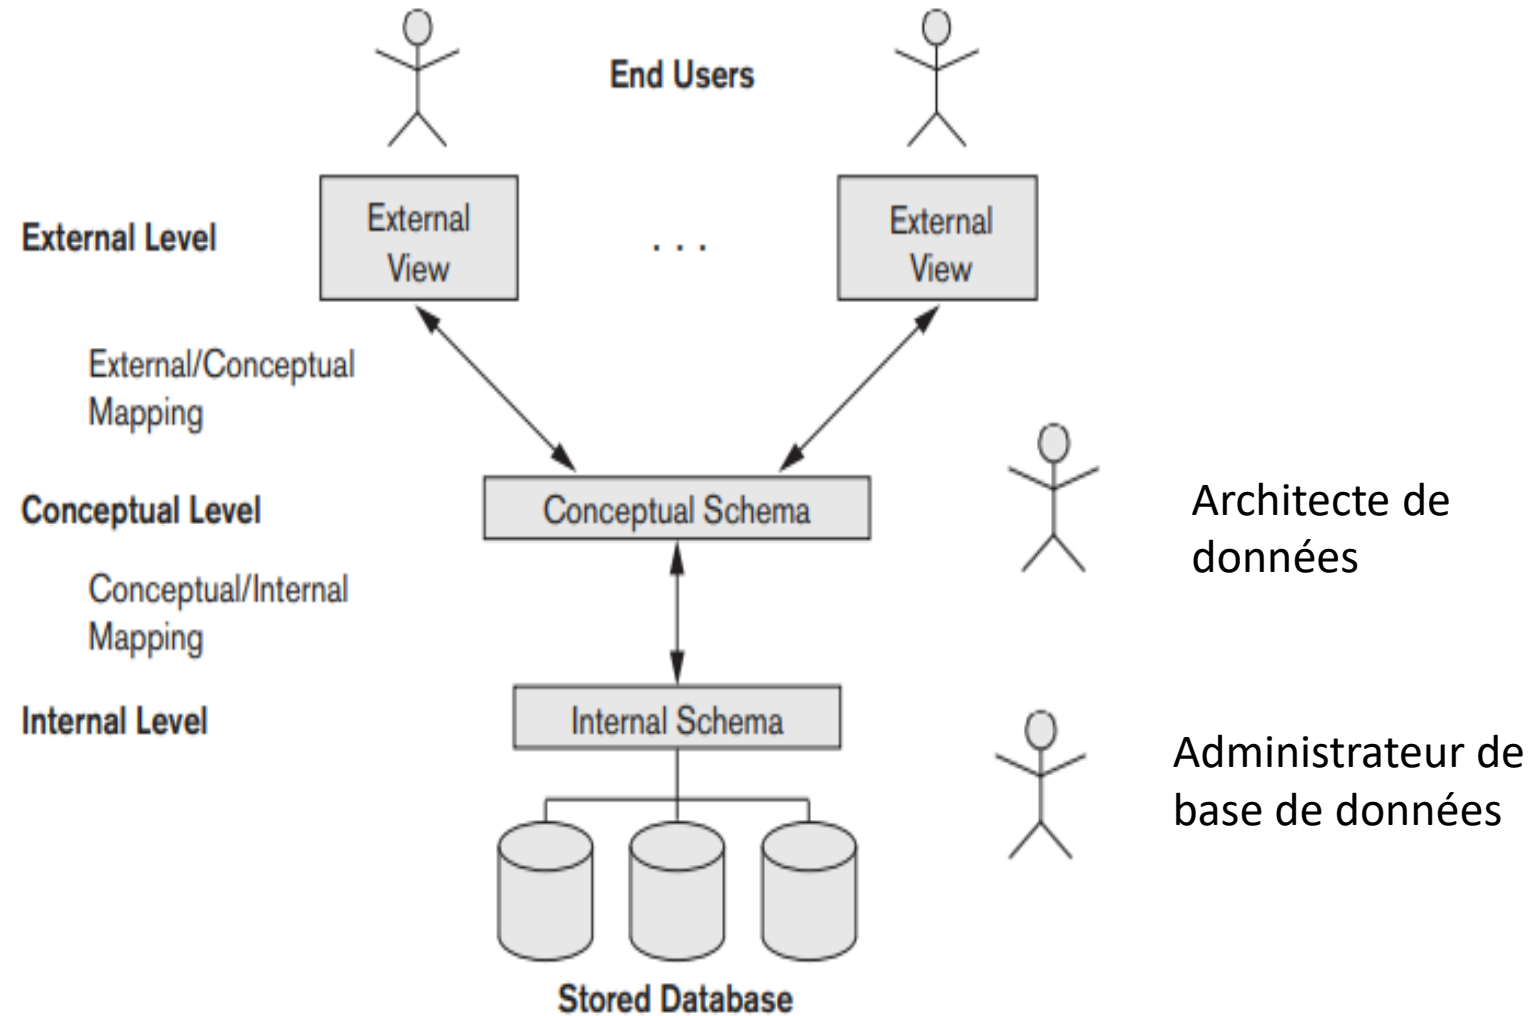 End Users
External
View
External Level
. . .
External
View
External/Conceptual
Mapping
Conceptual Level
Conceptual Schema
Architecte de
données
Conceptual/Internal
Mapping
Internal Level
Internal Schema
Administrateur de
base de données
Stored Database